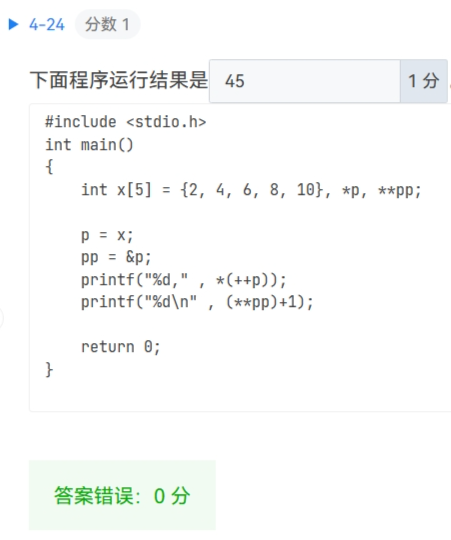 4-24 分数 1
下面程序运行结果是 45 1 分 .
#include <stdio.h>
int main()
{
    int x[5] = {2, 4, 6, 8, 10}, *p, **pp;
    p = x;
    pp = &p;
    printf("%d," , *(++p));
    printf("%d\n" , (**pp)+1);
    return 0;
}
答案错误：0 分